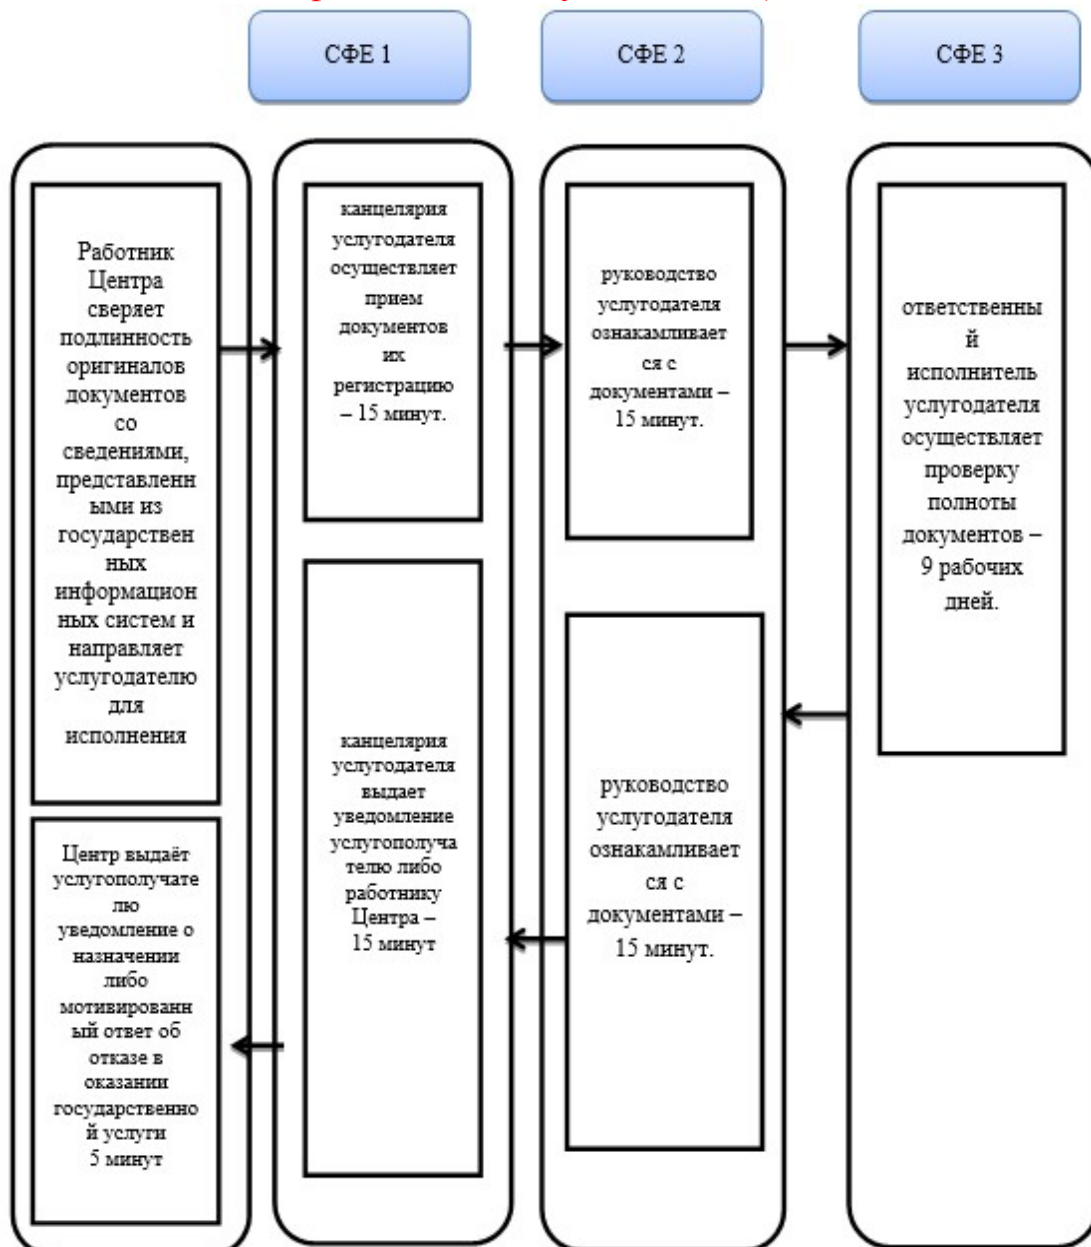 СФЕ 1
СФЕ 2
СФЕ 3
Работник
Центра
сверяет
подлинность
оригиналов
документов
со
сведениями,
представленн
ыми из
государствен
ных
информацион
ных систем и
направляет
услугодателю
для
исполнения
канцелярия
услугодателя
осуществляет
прием
документов
их
регистрацию
– 15 минут.
руководство
услугодателя
ознакамливает
ся с
документами –
15 минут.
ответственны
й
исполнитель
услугодателя
осуществляет
проверку
полноты
документов –
9 рабочих
дней.
руководство
услугодателя
ознакамливает
ся с
документами –
15 минут.
канцелярия
услугодателя
выдает
уведомление
услугополуча
телю либо
работнику
Центра –
15 минут
Центр выдаёт
услугополучате
лю
уведомление о
назначении
либо
мотивированн
ый ответ об
отказе в
оказании
государственно
й услуги
5 минут